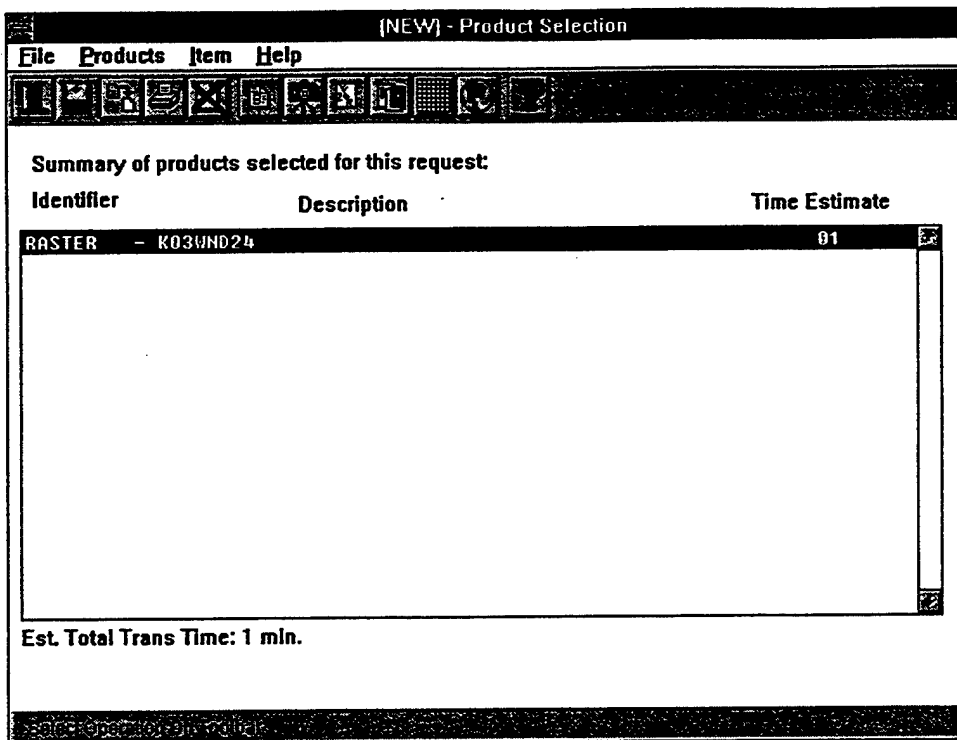 {NEW} - Product Selection
File Products Item Help
Summary of products selected for this request:
Identifier Description Time Estimate
RASTER - K03WND24 01
Est. Total Trans Time: 1 min.